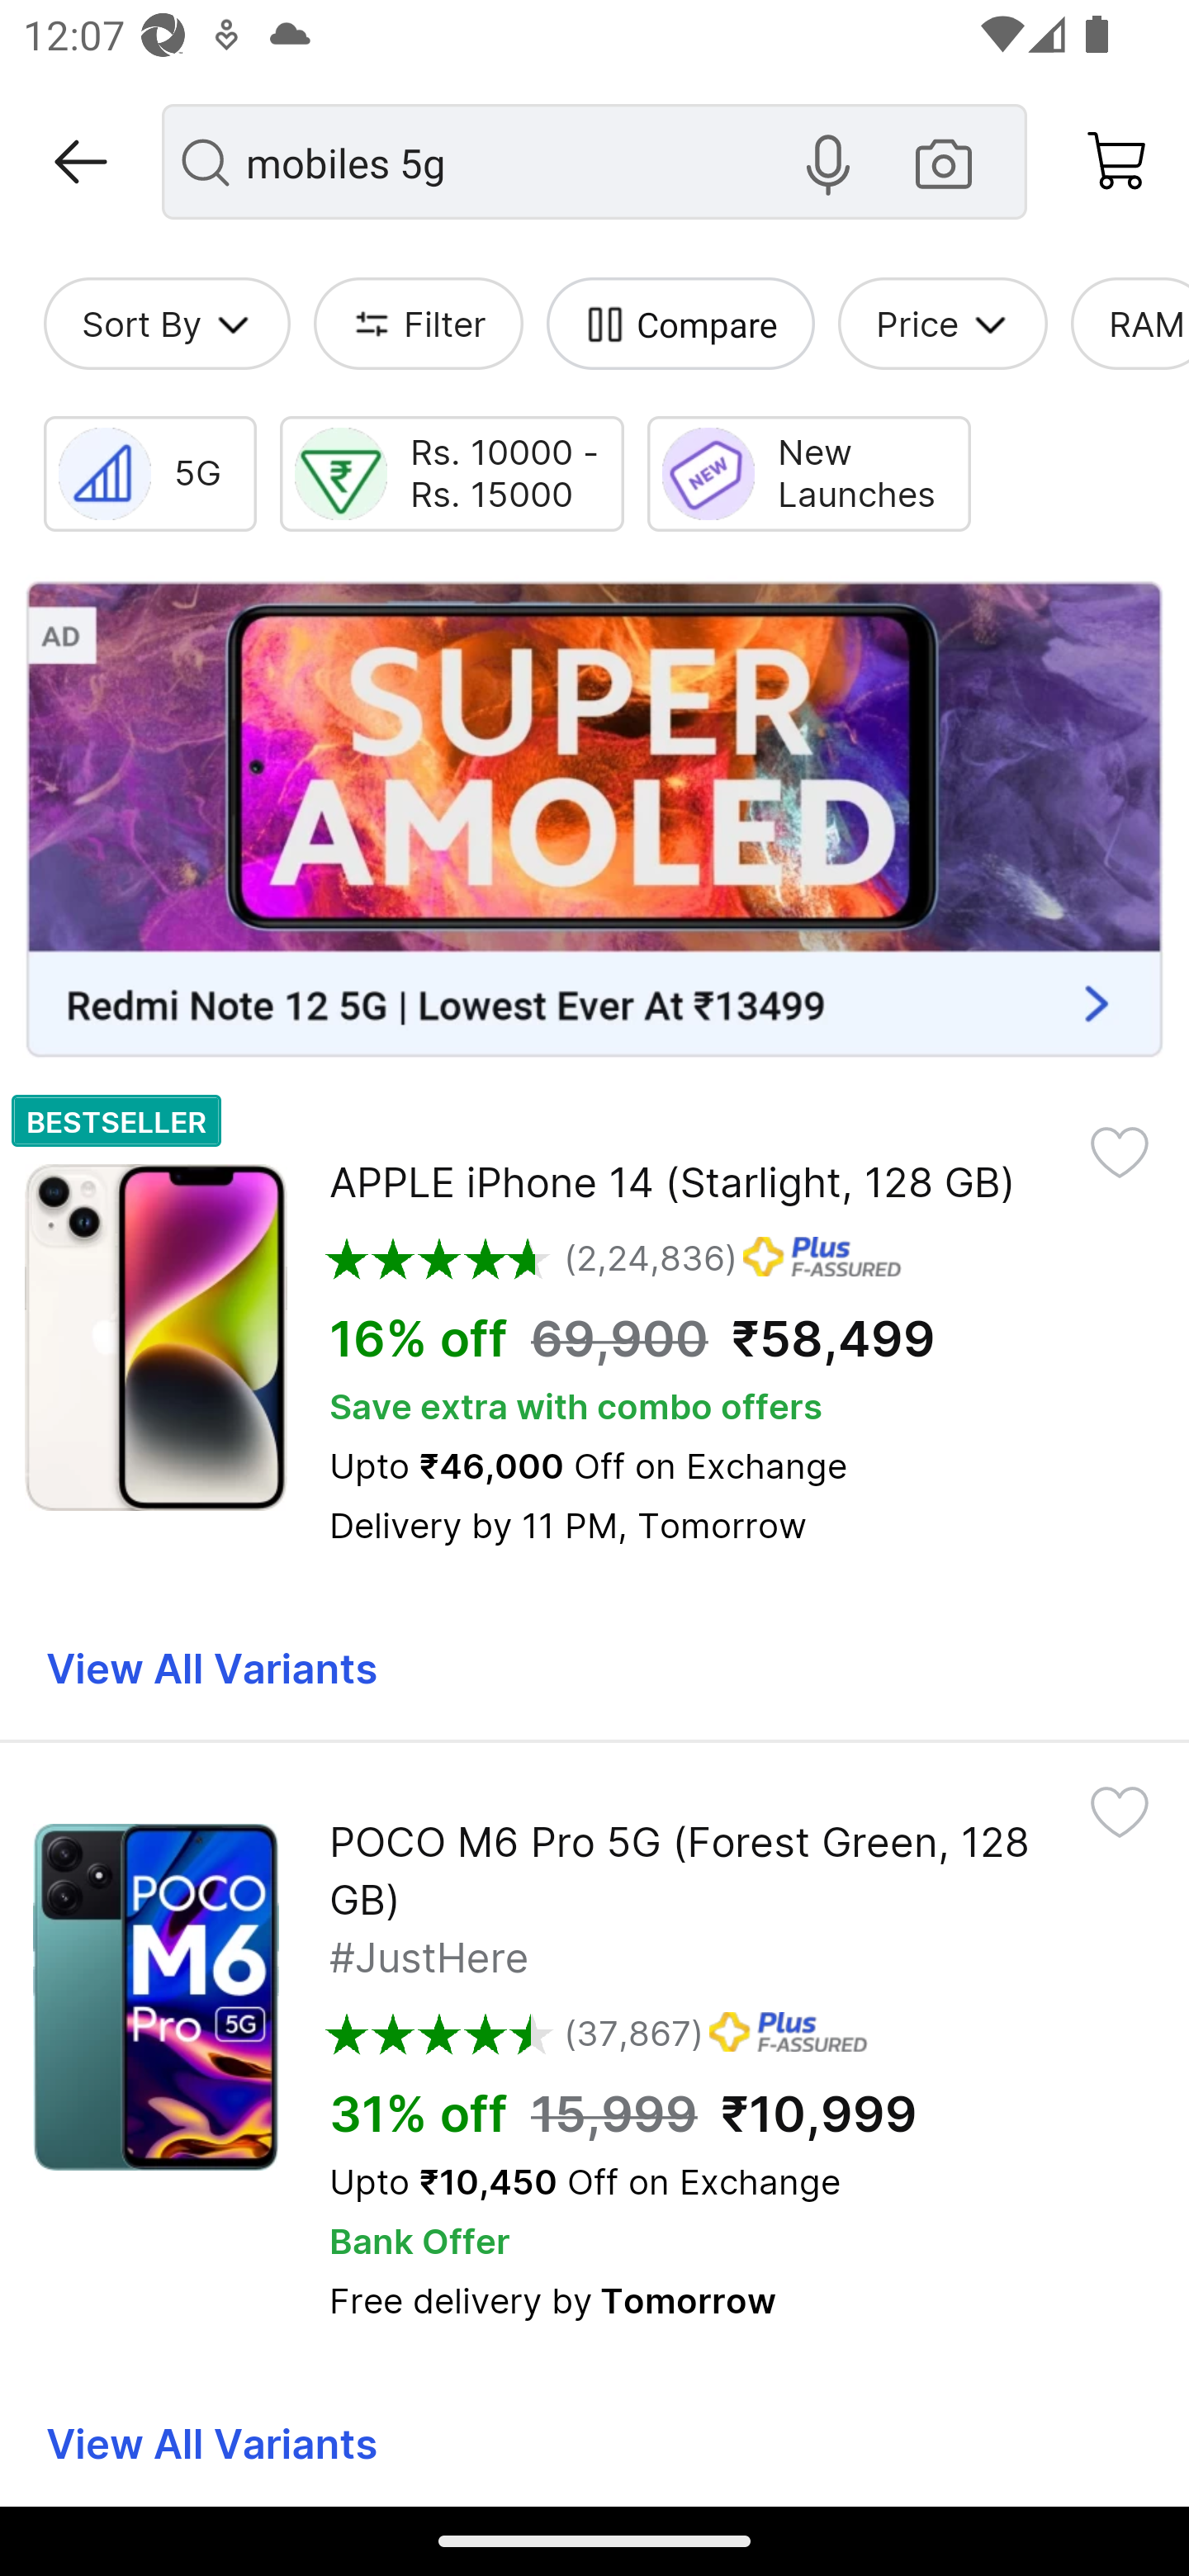 12:07
mobiles 5g
Sort By
Filter
Compare
Price
RAM
5G
Rs. 10000 -
Rs. 15000
NEW
New
Launches
AD
SUPER
AMOLED
Redmi Note 12 5G | Lowest Ever At ₹13499
BESTSELLER
APPLE iPhone 14 (Starlight, 128 GB)
(2,24,836) Plus
F-ASSURED
16% off 69,900 ₹58,499
Save extra with combo offers
Upto ₹46,000 Off on Exchange
Delivery by 11 PM, Tomorrow
View All Variants
POCO
M6
Pro 5G
POCO M6 Pro 5G (Forest Green, 128
GB)
#JustHere
(37,867) Plus
F-ASSURED
31% off 15,999 ₹10,999
Upto ₹10,450 Off on Exchange
Bank Offer
Free delivery by Tomorrow
View All Variants